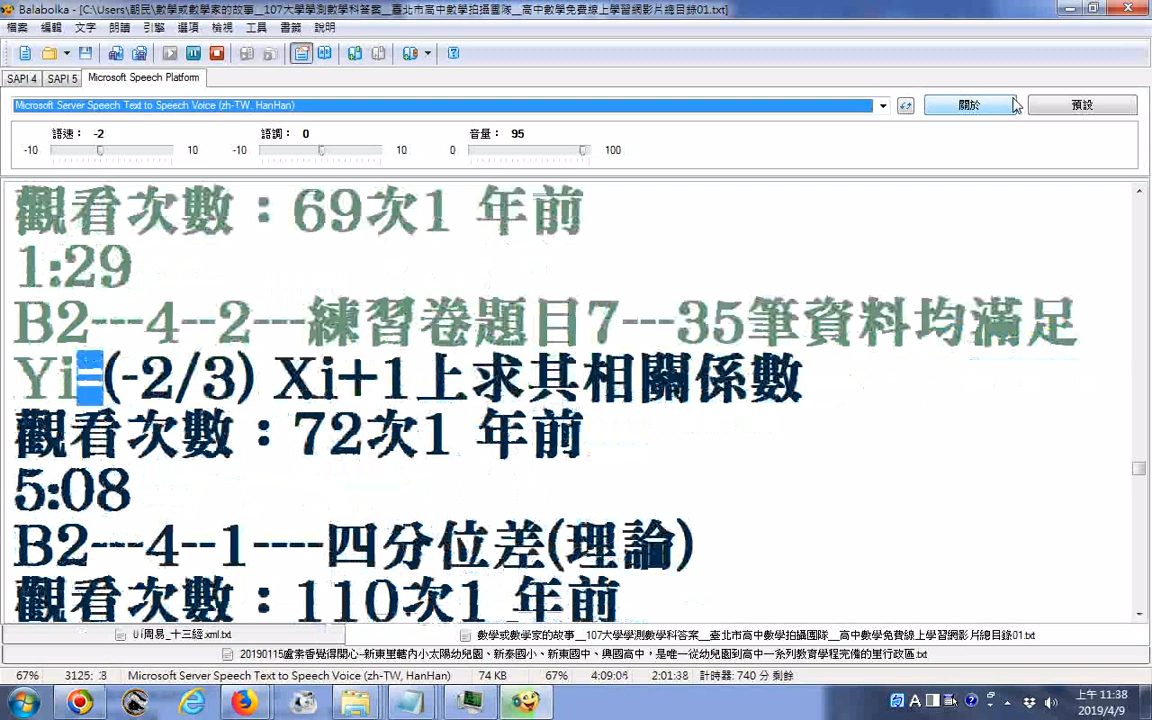 Balabolka - [C:\Users\朝民\數學或數學家的故事__107大學學測數學科答案__臺北市高中數學拍攝團隊__高中數學免費線上學習網影片總目錄01.txt]
檔案 編輯 文字 朗讀 引擎 選項 檢視 工具 書籤 說明
SAPI 4 SAPI 5 Microsoft Speech Platform
Microsoft Server Speech Text to Speech Voice (zh-TW, HanHan)
關於 預設
語速： -2 語調： 0 音量： 95
-10 10 -10 10 0 100
觀看次數：69次1 年前
1:29
B2---4--2---練習卷題目7---35筆資料均滿足
Yi=(-2/3) Xi+1上求其相關係數
觀看次數：72次1 年前
5:08
B2---4--1----四分位差(理論)
觀看次數：110次1 年前
Ui周易_十三經.xml.txt
數學或數學家的故事__107大學學測數學科答案__臺北市高中數學拍攝團隊__高中數學免費線上學習網影片總目錄01.txt
20190115盧素香覺得開心-新東里轄內小太陽幼兒園、新泰國小、新東國中、興國高中，是唯一從幼兒園到高中一系列教育學程完備的里行政區.txt
67% Microsoft Server Speech Text to Speech Voice (zh-TW, HanHan) 74 KB 67% 2:01:38 計時器: 740 分 剩餘
上午 11:38
2019/4/9